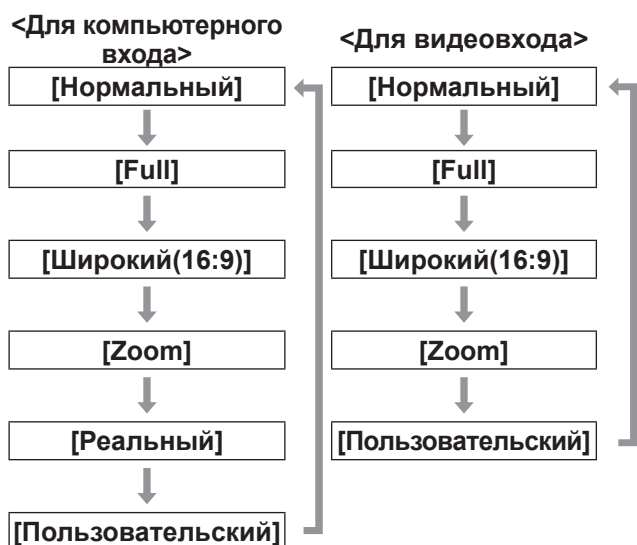 <Для компьютерного
входа>
[Нормальный]
[Full]
[Широкий(16:9)]
[Zoom]
[Реальный]
[Пользовательский]
<Для видеовхода>
[Нормальный]
[Full]
[Широкий(16:9)]
[Zoom]
[Пользовательский]